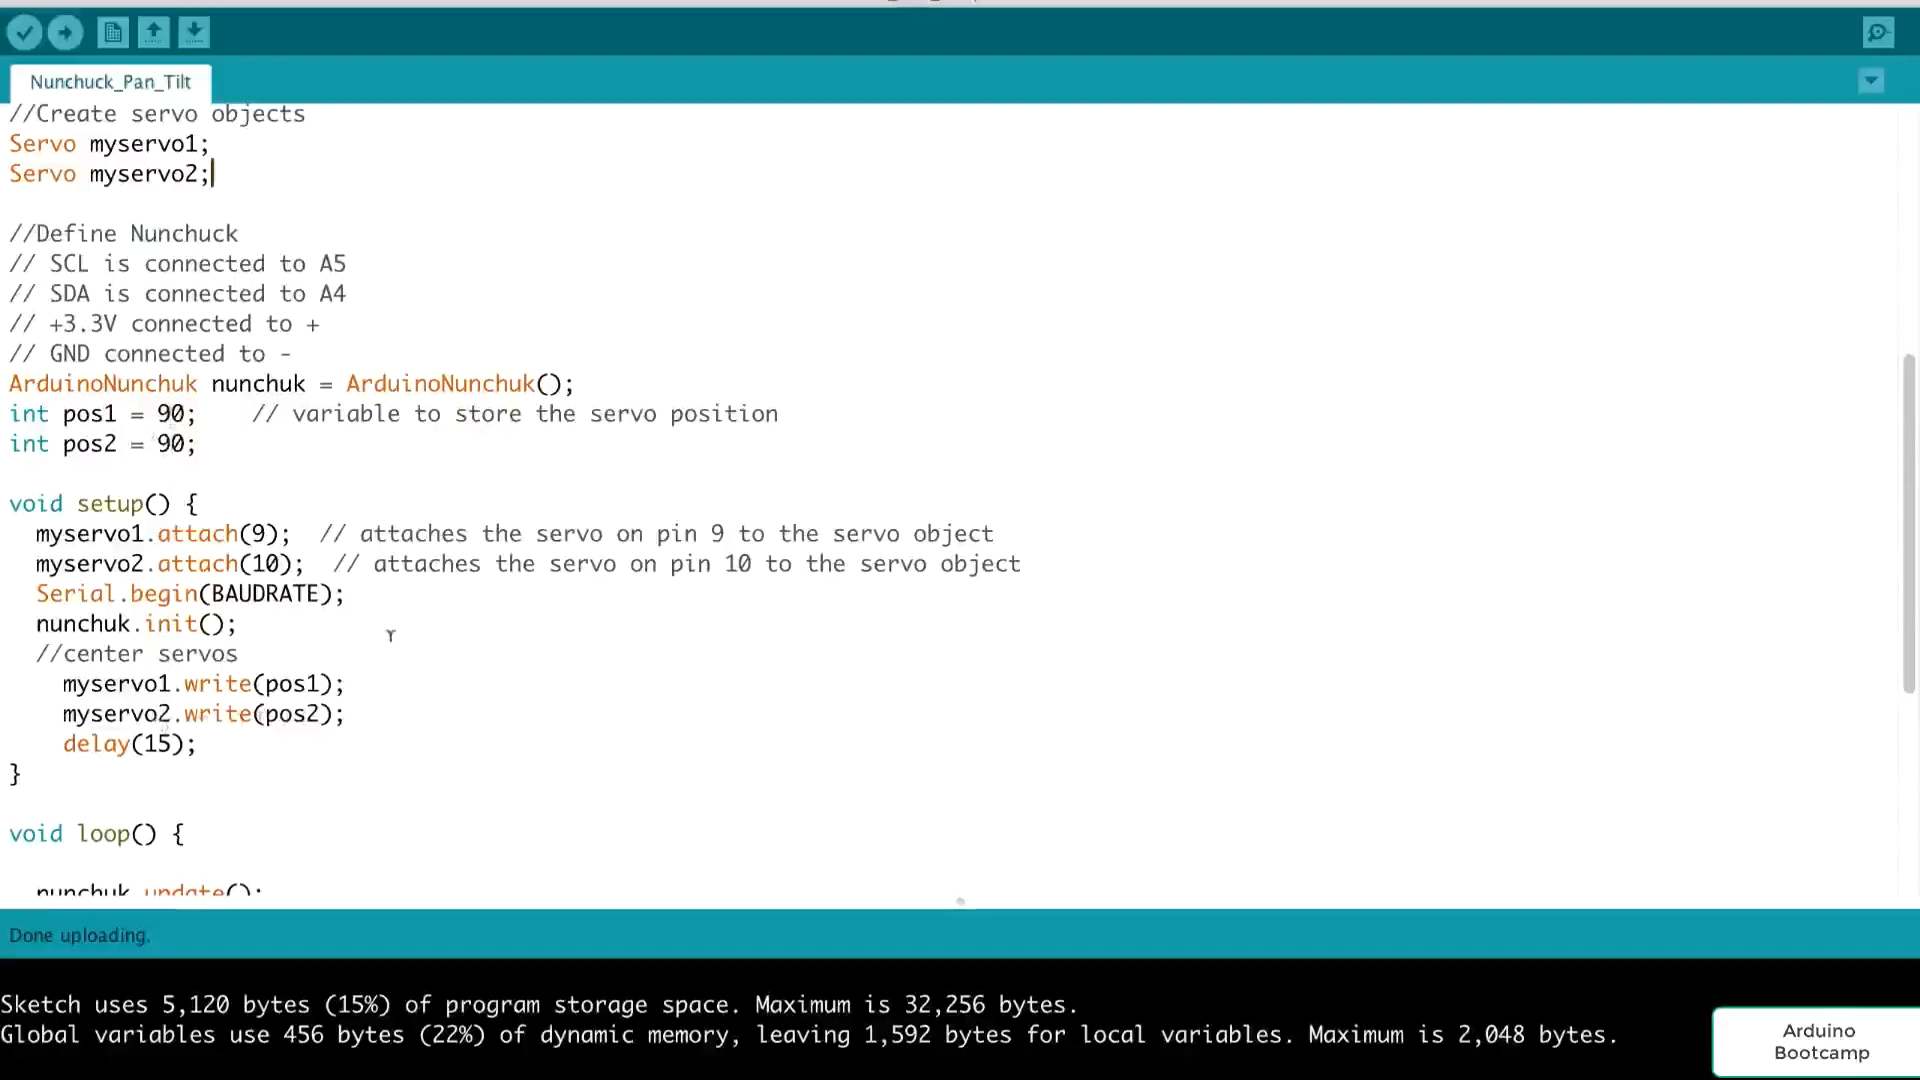 Nunchuck_Pan_Tilt
//Create servo objects
Servo myservo1;
Servo myservo2;
//Define Nunchuck
// SCL is connected to A5
// SDA is connected to A4
// +3.3V connected to +
// GND connected to -
ArduinoNunchuk nunchuk = ArduinoNunchuk();
int pos1 = 90;    // variable to store the servo position
int pos2 = 90;
void setup() {
  myservo1.attach(9);  // attaches the servo on pin 9 to the servo object
  myservo2.attach(10);  // attaches the servo on pin 10 to the servo object
  Serial.begin(BAUDRATE);
  nunchuk.init();
  //center servos
    myservo1.write(pos1);
    myservo2.write(pos2);
    delay(15);
}
void loop() {
  nunchuk.update();
Done uploading.
Sketch uses 5,120 bytes (15%) of program storage space. Maximum is 32,256 bytes.
Global variables use 456 bytes (22%) of dynamic memory, leaving 1,592 bytes for local variables. Maximum is 2,048 bytes.
Arduino
Bootcamp